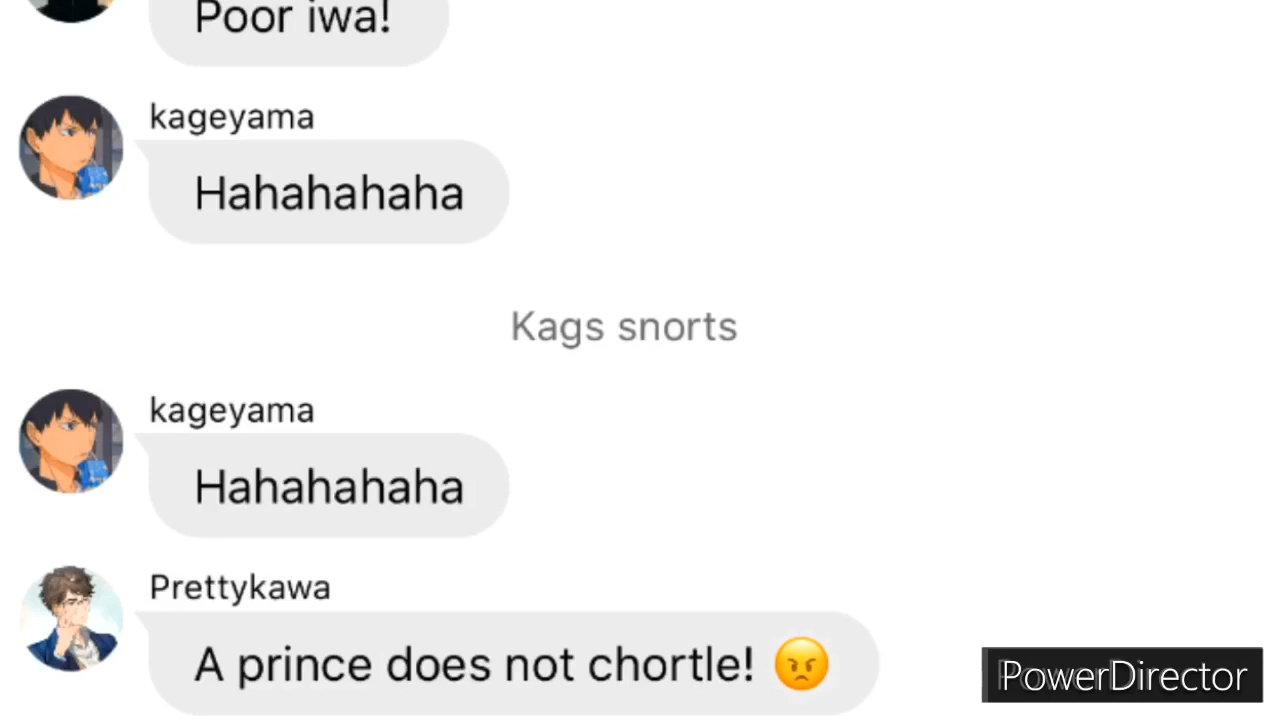 Poor iwa!
kageyama
Hahahahaha
Kags snorts
kageyama
Hahahahaha
Prettykawa
A prince does not chortle! 😠
PowerDirector